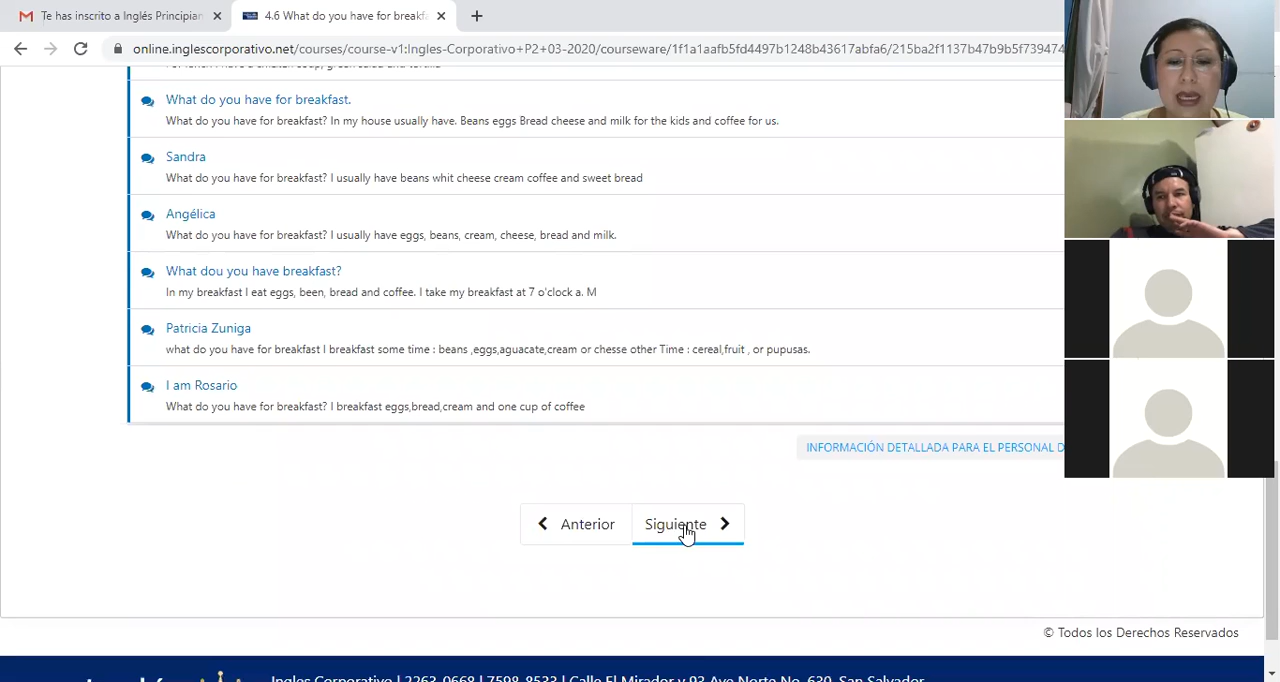 Te has inscrito a Inglés Principian
4.6 What do you have for breakfa
online.inglescorporativo.net/courses/course-v1:Ingles-Corporativo+P2+03-2020/courseware/1f1a1aafb5fd4497b1248b43617abfa6/215ba2f1137b47b9b5f739474
What do you have for breakfast.
What do you have for breakfast? In my house usually have. Beans eggs Bread cheese and milk for the kids and coffee for us.
Sandra
What do you have for breakfast? I usually have beans whit cheese cream coffee and sweet bread
Angélica
What do you have for breakfast? I usually have eggs, beans, cream, cheese, bread and milk.
What dou you have breakfast?
In my breakfast I eat eggs, been, bread and coffee. I take my breakfast at 7 o'clock a. M
Patricia Zuniga
what do you have for breakfast I breakfast some time : beans ,eggs,aguacate,cream or chesse other Time : cereal,fruit , or pupusas.
I am Rosario
What do you have for breakfast? I breakfast eggs,bread,cream and one cup of coffee
INFORMACIÓN DETALLADA PARA EL PERSONAL D
Anterior
Siguiente
© Todos los Derechos Reservados
Ingles Corporativo | 2263-0668 | 7598-8533 | Calle El Mirador y 93 Ave Norte No. 630, San Salvador